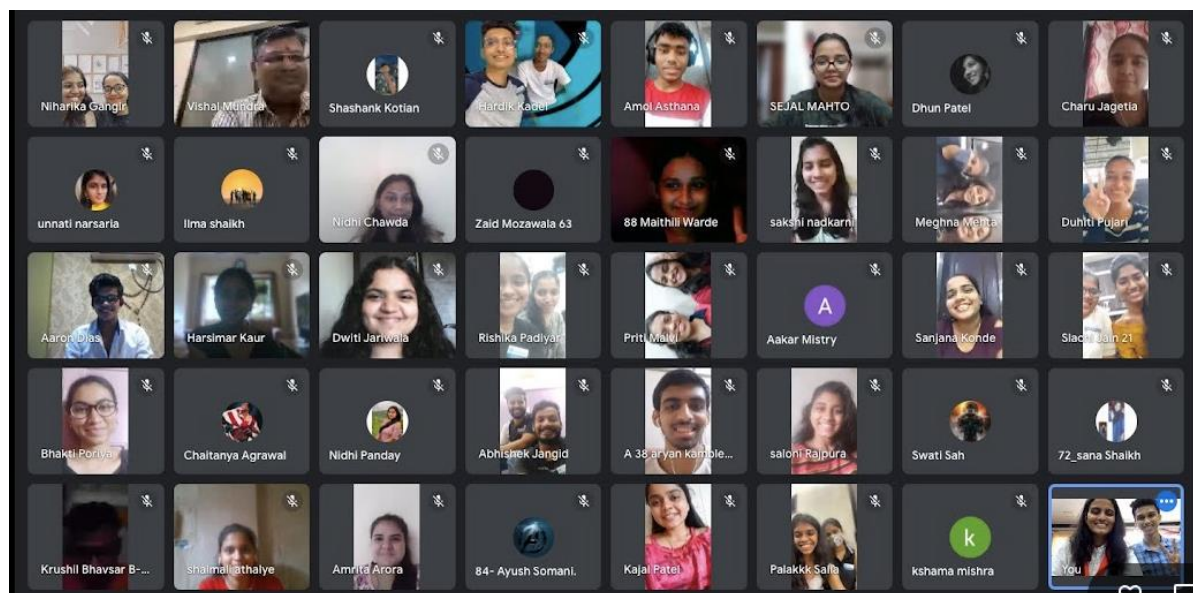 Niharika Gangir
Vishal Mundra
Shashank Kotian
Hardik Kadel
Amol Asthana
SEJAL MAHTO
Dhun Patel
Charu Jagetia
unnati narsaria
Ilma shaikh
Nidhi Chawda
Zaid Mozawala 63
88 Maithili Warde
sakshi nadkarni
Meghna Mehta
Duhiti Pujari
Aaron Dias
Harsimar Kaur
Dwiti Jariwala
Rishika Padiyar
Priti Malvi
A
Aakar Mistry
Sanjana Konde
Jain 21
Bhakti Poriya
Chaitanya Agrawal
Nidhi Panday
Abhishek Jangid
A 38 aryan kamble...
saloni Rajpura
Swati Sah
72_sana Shaikh
Krushil Bhavsar B-...
shalmali athalye
Amrita Arora
84- Ayush Somani.
Kajal Patel
Palakkk Salia
k
kshama mishra
You